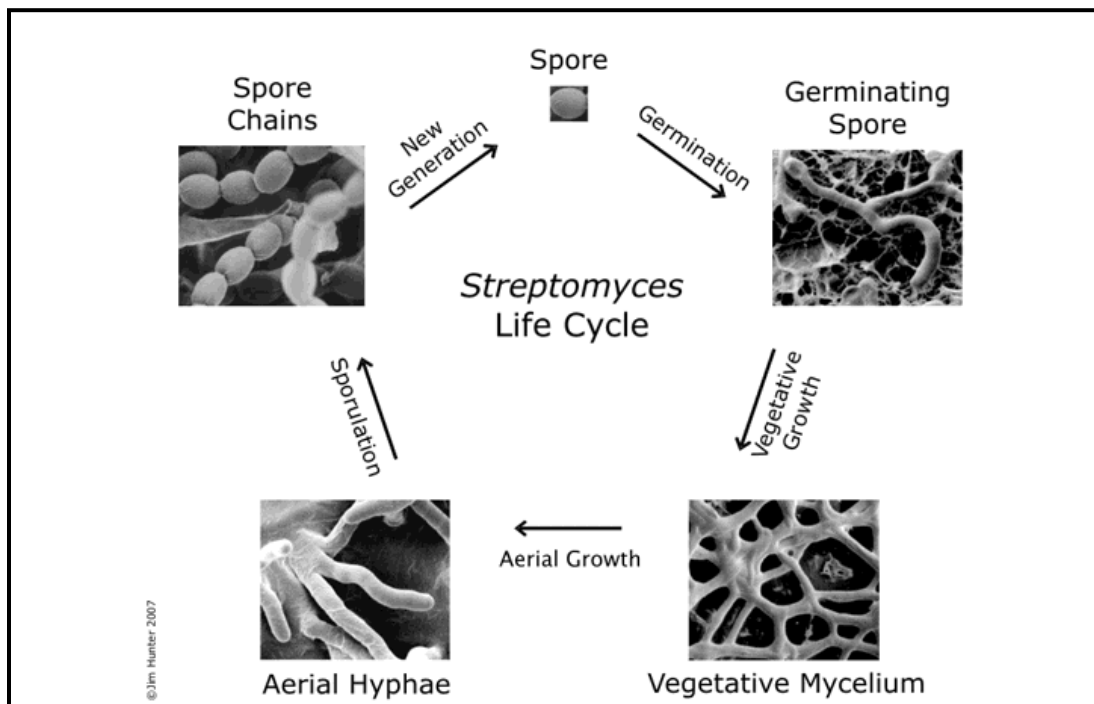 Spore
Germination
Germinating
Spore
Vegetative
Growth
Vegetative Mycelium
Aerial Growth
Aerial Hyphae
Sporulation
Spore
Chains
New
Generation
Streptomyces
Life Cycle
©Jim Hunter 2007